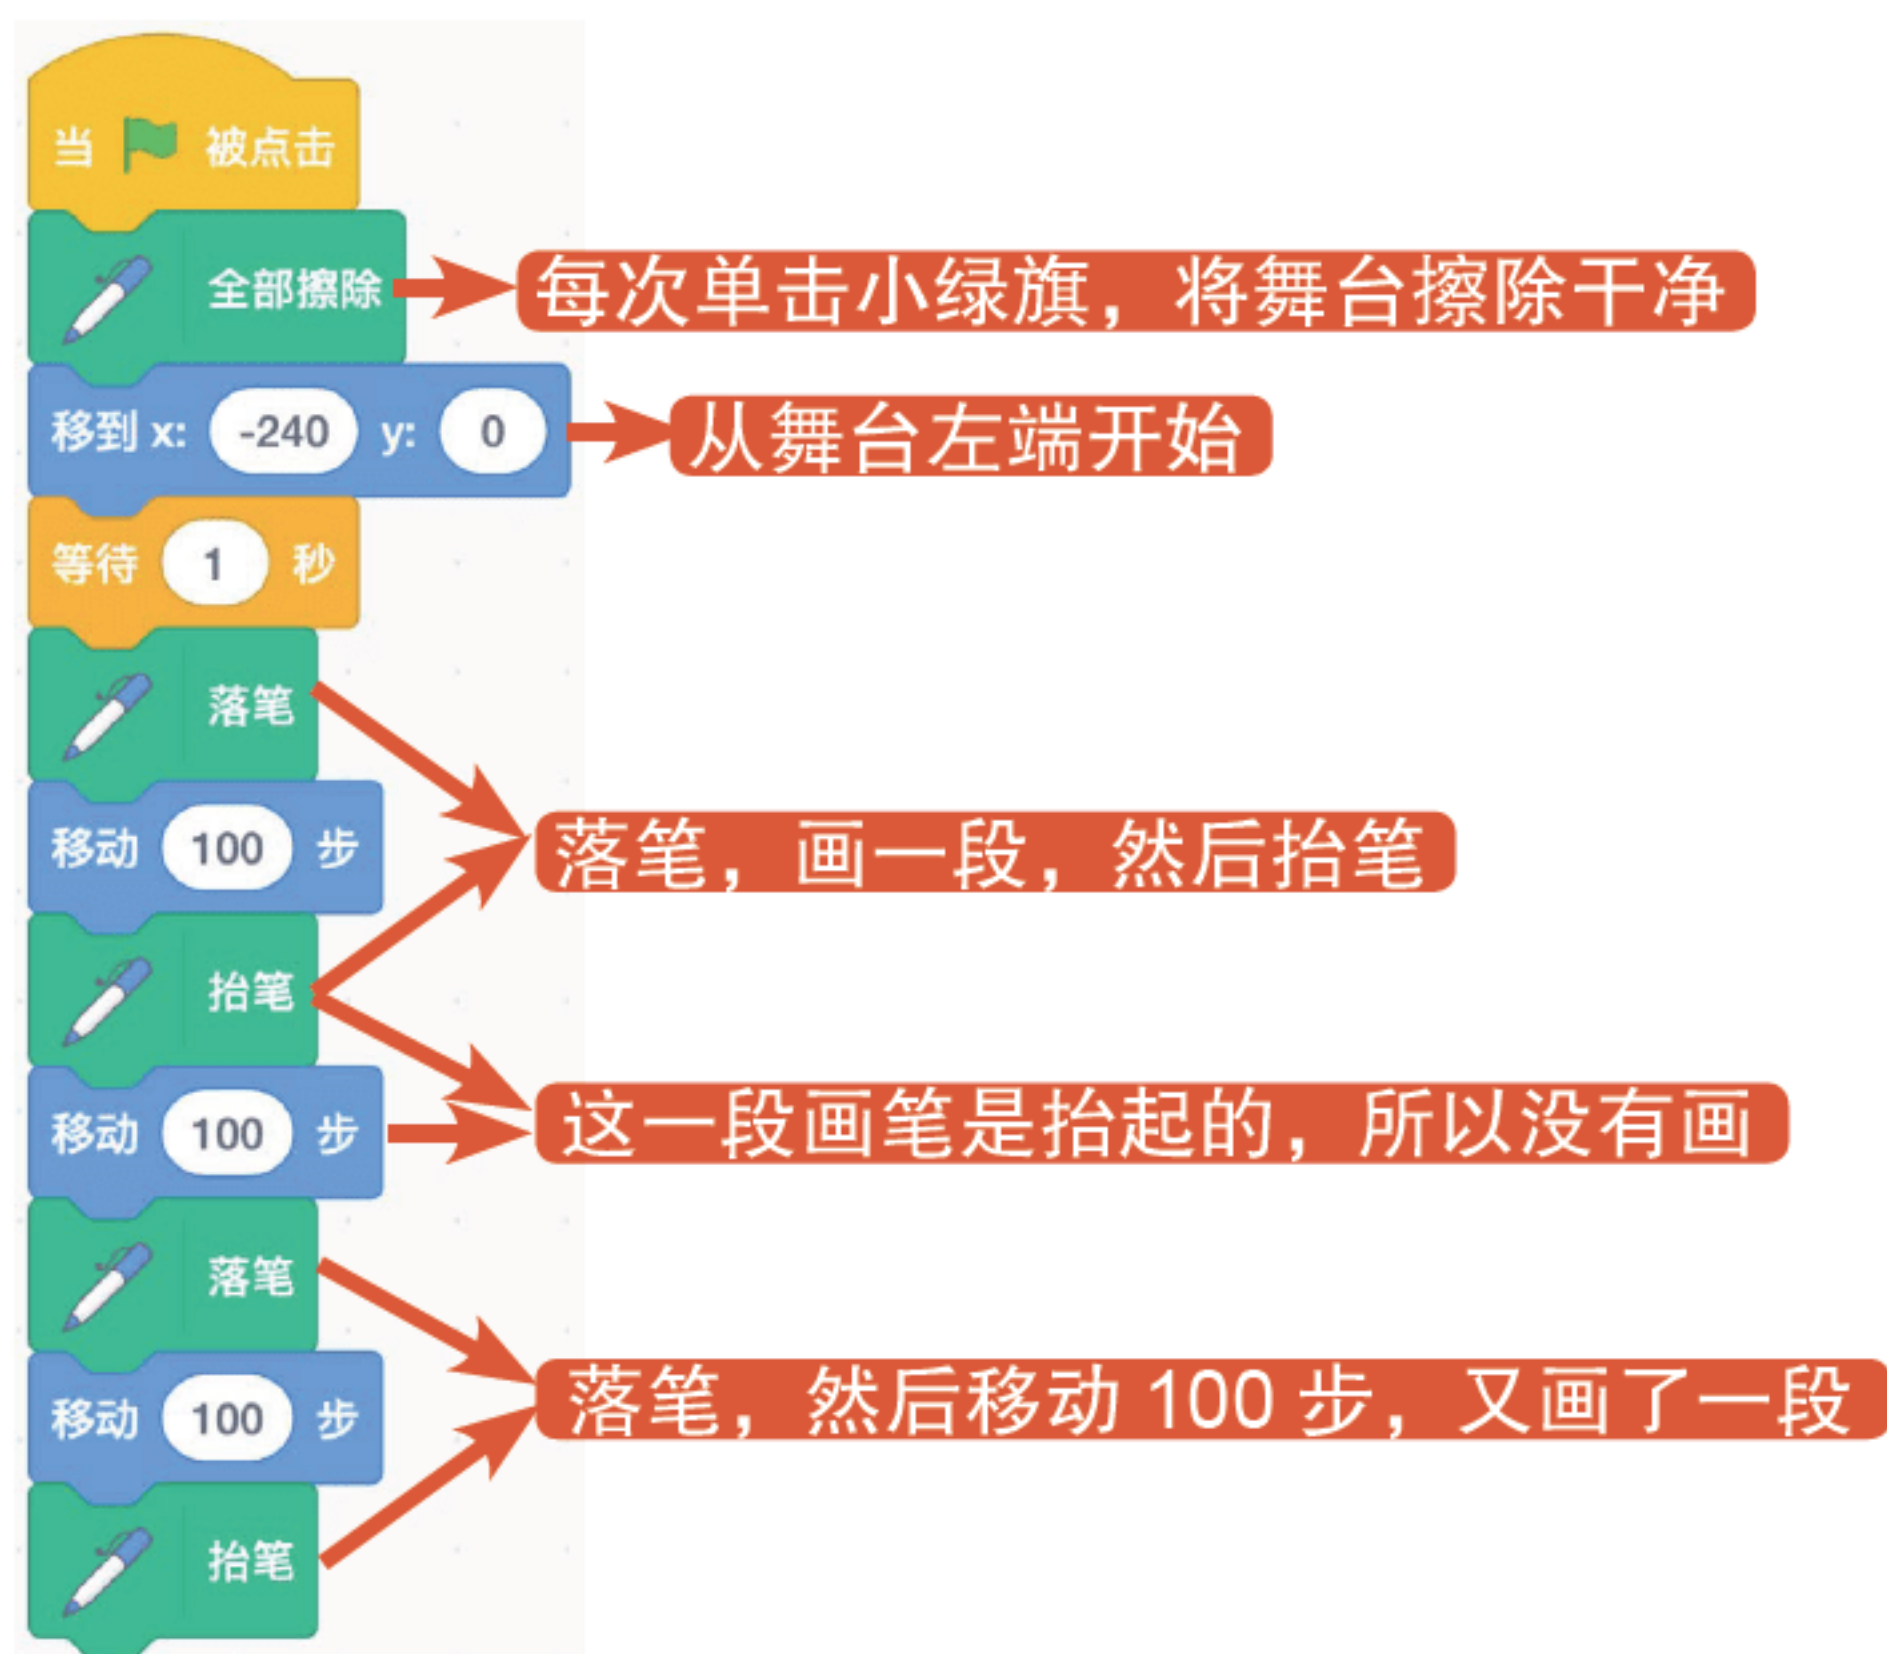 当 被点击
全部擦除
每次单击小绿旗，将舞台擦除干净
移到 x: -240 y: 0
从舞台左端开始
等待 1 秒
落笔
移动 100 步
落笔，画一段，然后抬笔
抬笔
移动 100 步
这一段画笔是抬起的，所以没有画
落笔
移动 100 步
落笔，然后移动 100 步，又画了一段
抬笔